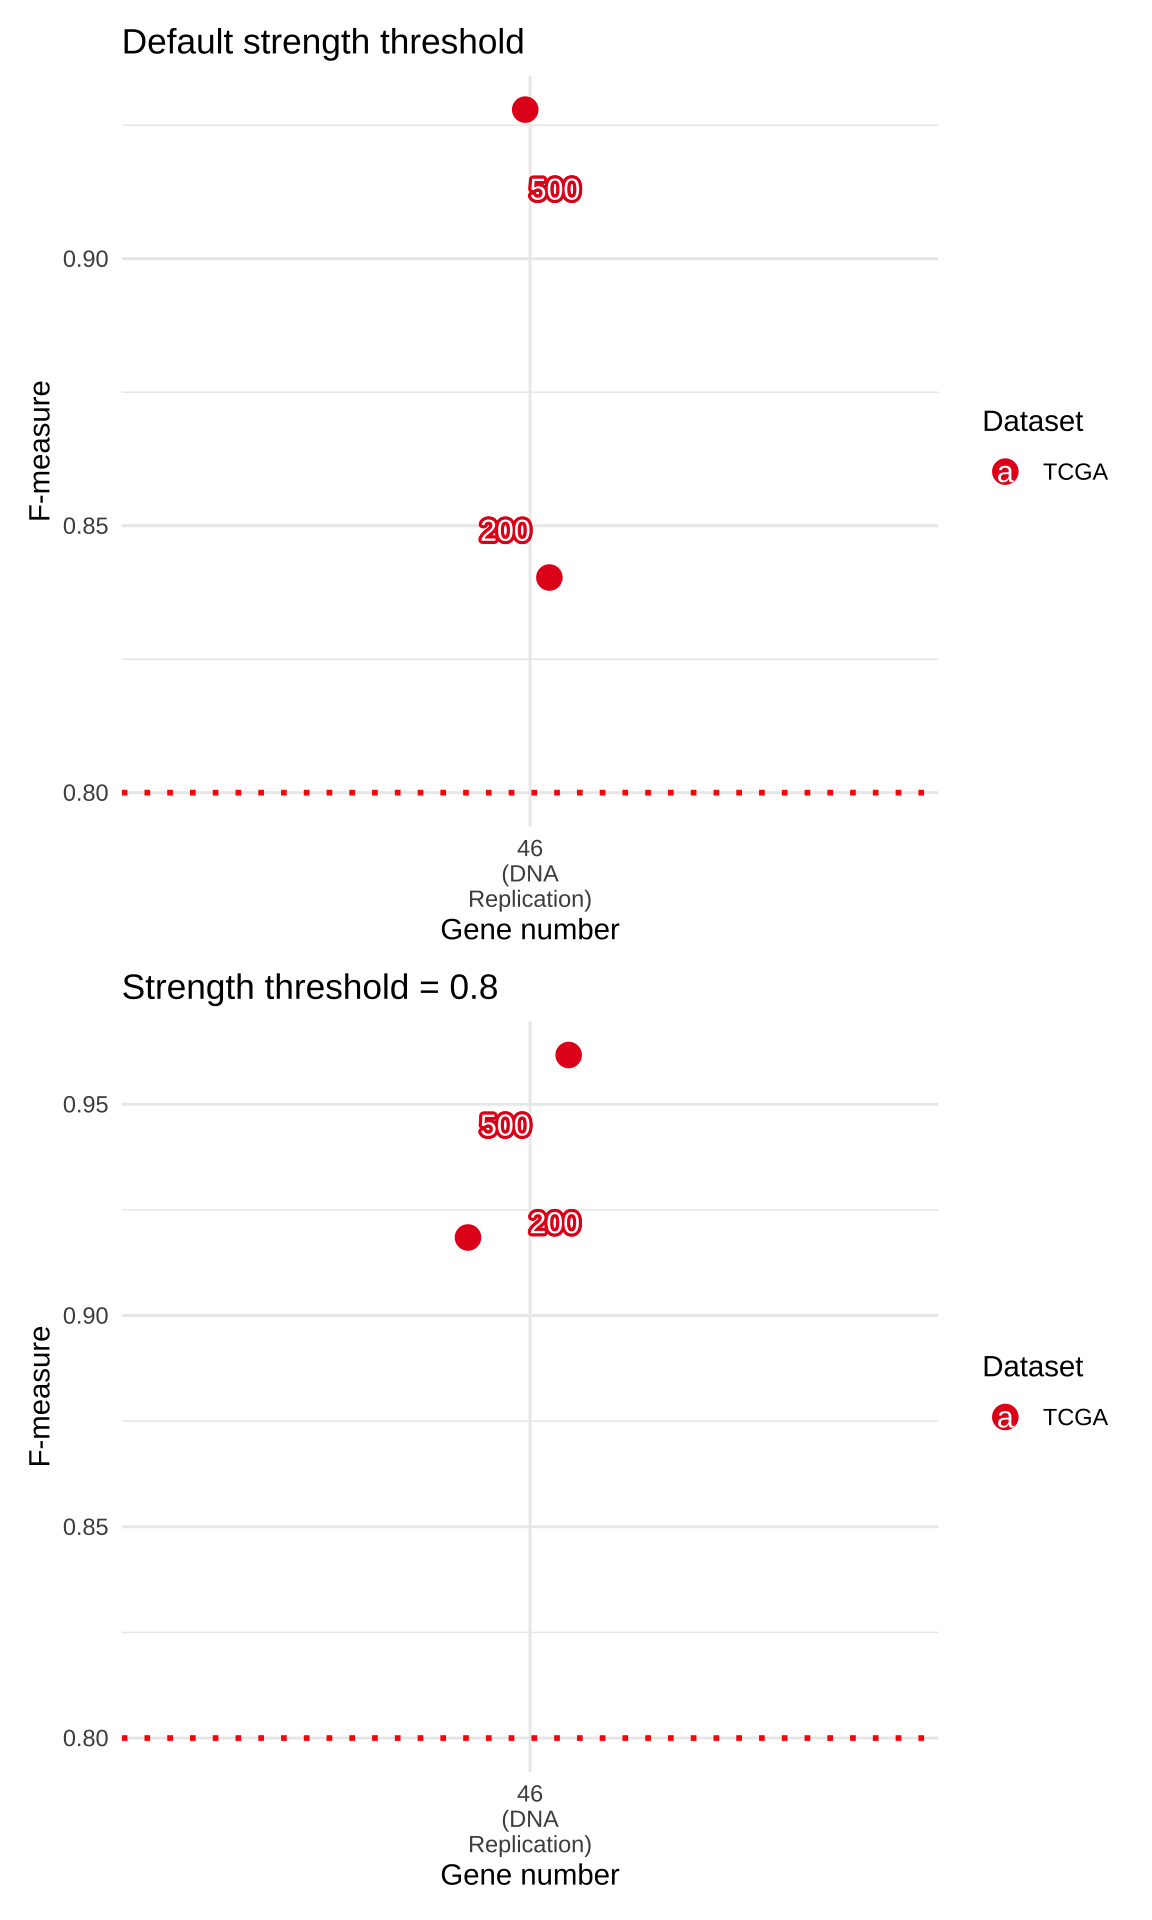 Default strength threshold
500
0.90
F-measure
Dataset
a TCGA
0.85
200
0.80
46
(DNA
Replication)
Gene number
Strength threshold = 0.8
0.95
500
200
0.90
F-measure
Dataset
a TCGA
0.85
0.80
46
(DNA
Replication)
Gene number